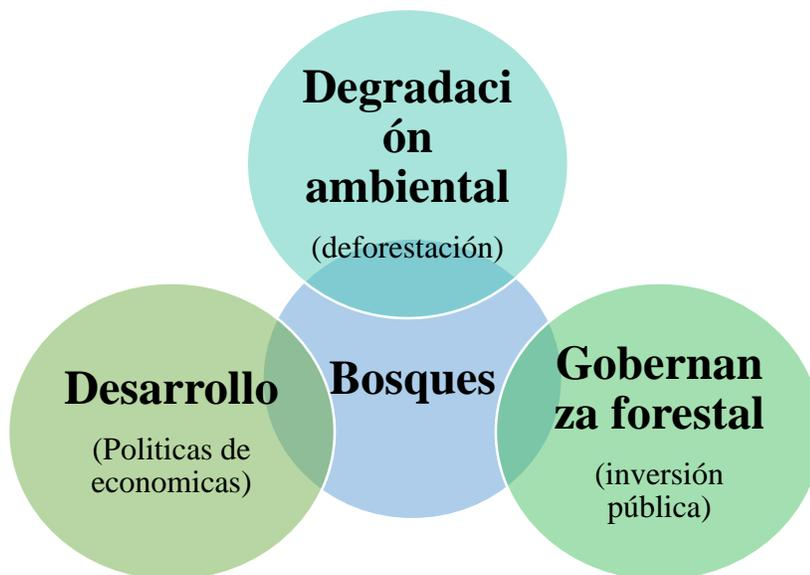 Degradaci
ón
ambiental
(deforestación)
Bosques
Desarrollo
(Politicas de
economicas)
Gobernan
za forestal
(inversión
pública)